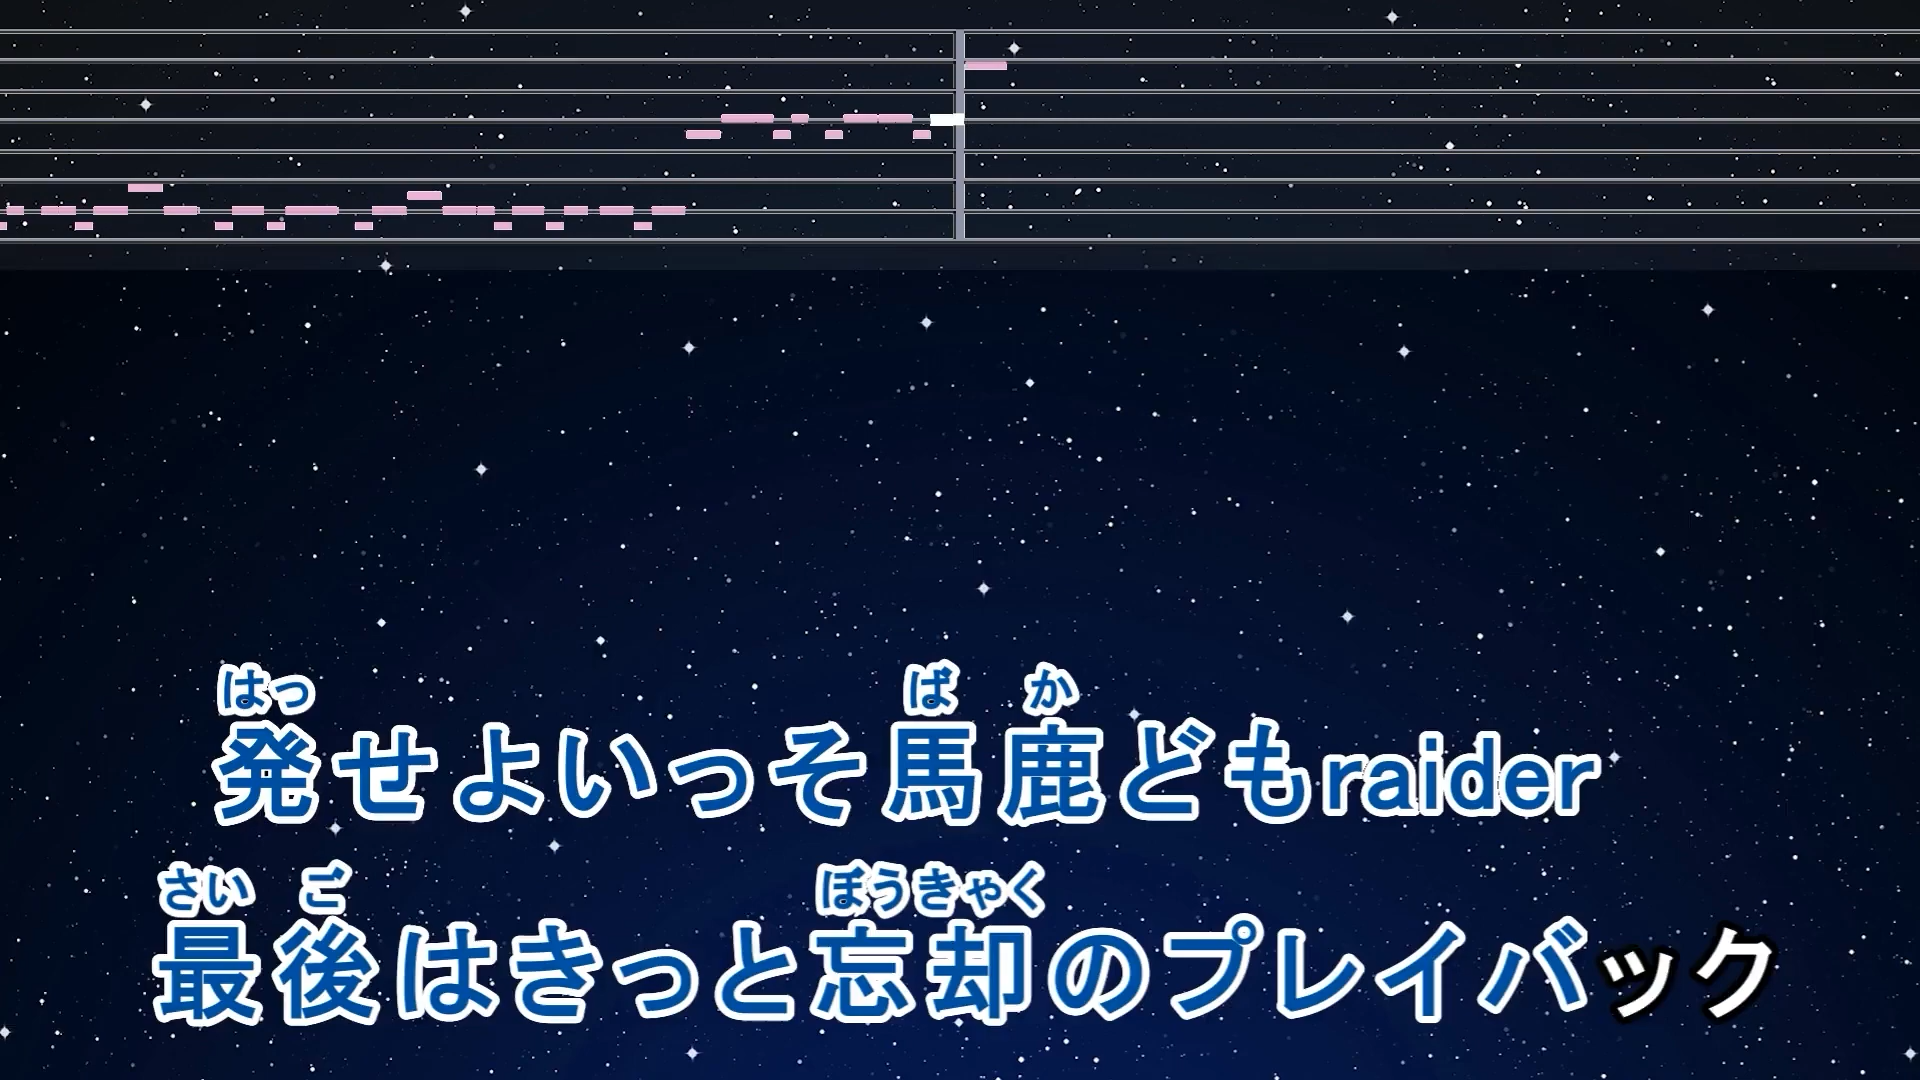 はっ ば か
発せよいっそ馬鹿どもraider
さい ご ぼうきゃく
最後はきっと忘却のプレイバック